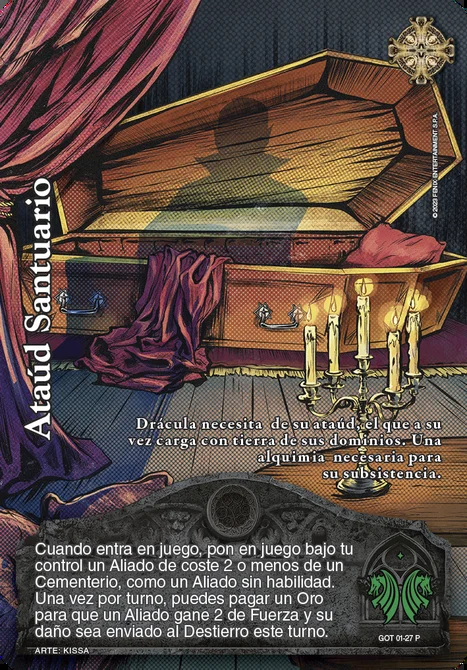 Ataúd Santuario
© 2023 FENIX ENTERTAINMENT S.P.A.
Drácula necesita de su ataúd, el que a su
vez carga con tierra de sus dominios. Una
alquimia necesaria para
su subsistencia.
Cuando entra en juego, pon en juego bajo tu
control un Aliado de coste 2 o menos de un
Cementerio, como un Aliado sin habilidad.
Una vez por turno, puedes pagar un Oro
para que un Aliado gane 2 de Fuerza y su
daño sea enviado al Destierro este turno.
GOT 01-27 P
ARTE: KISSA